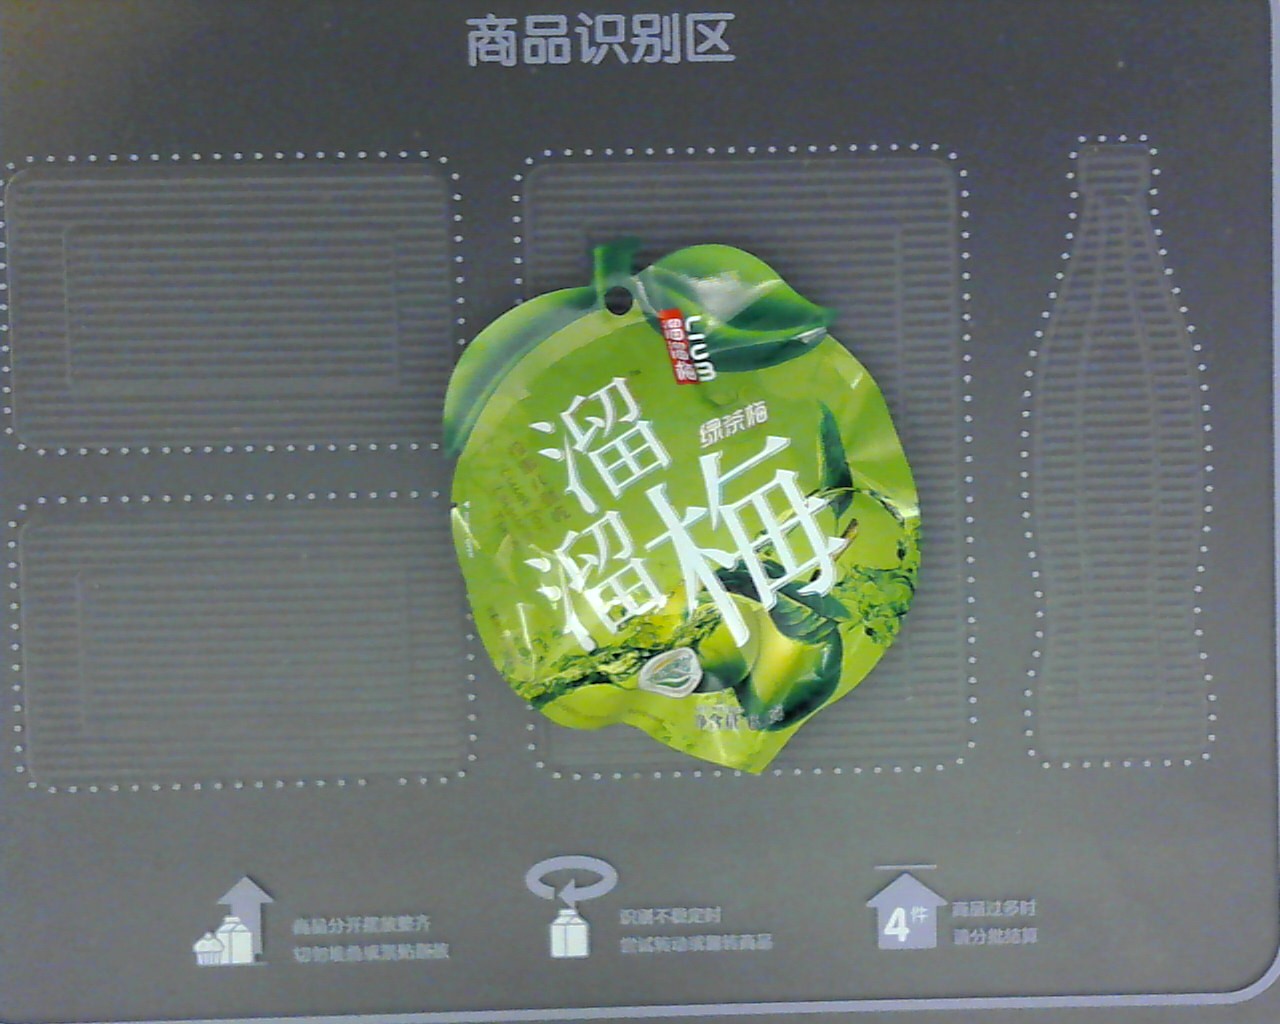 商品识别区
溜溜梅
LLM
绿茶梅
溜
溜梅
商品分开摆放整齐
切勿堆叠或紧贴摆放
识别不稳定时
尝试转动或翻转商品
4件
商品过多时
请分批结算